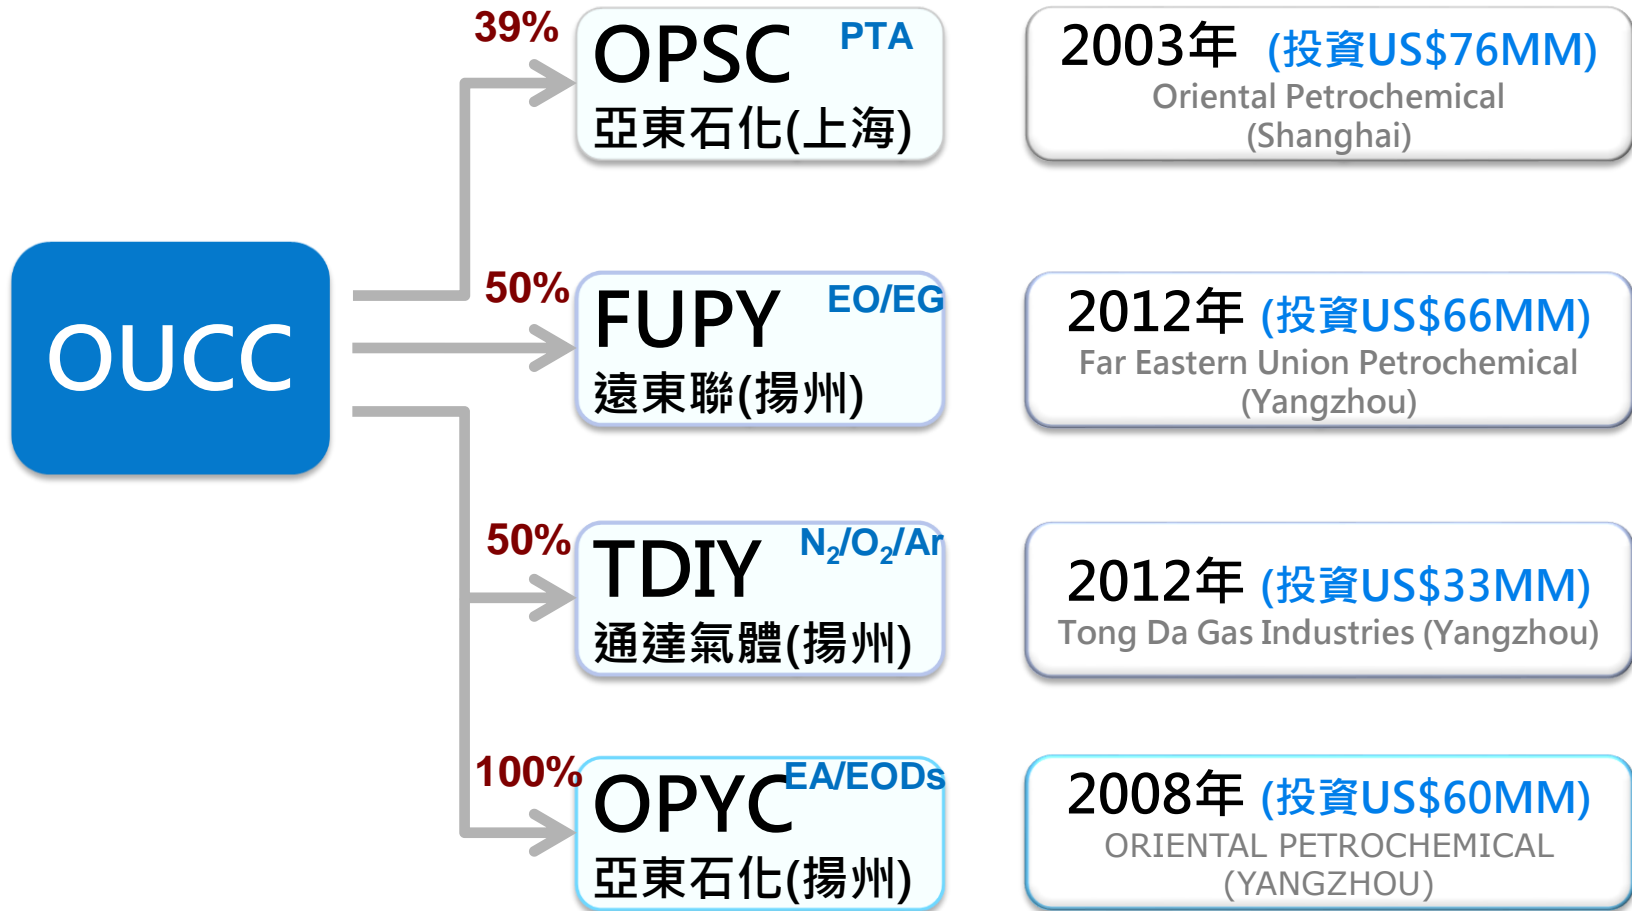 39%
OPSC PTA
亞東石化(上海)
2003年 (投資US$76MM)
Oriental Petrochemical
(Shanghai)
OUCC
50%
FUPY EO/EG
遠東聯(揚州)
2012年 (投資US$66MM)
Far Eastern Union Petrochemical
(Yangzhou)
50%
TDIY N₂/O₂/Ar
通達氣體(揚州)
2012年 (投資US$33MM)
Tong Da Gas Industries (Yangzhou)
100%
OPYC EA/EODs
亞東石化(揚州)
2008年 (投資US$60MM)
ORIENTAL PETROCHEMICAL
(YANGZHOU)